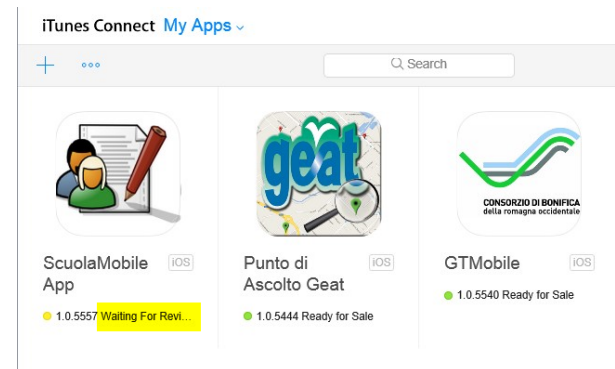 iTunes Connect My Apps
Search
geat
CONSORZIO DI BONIFICA
della romagna occidentale
ScuolaMobile iOS
App
1.0.5557 Waiting For Revi...
Punto di iOS
Ascolto Geat
1.0.5444 Ready for Sale
GTMobile iOS
1.0.5540 Ready for Sale